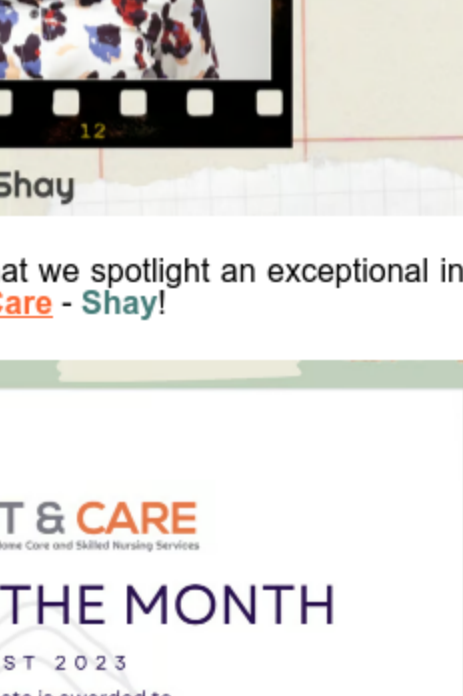 12
Shay
at we spotlight an exceptional in
Care - Shay!
T & CARE
Home Care and Skilled Nursing Services
THE MONTH
ST 2023